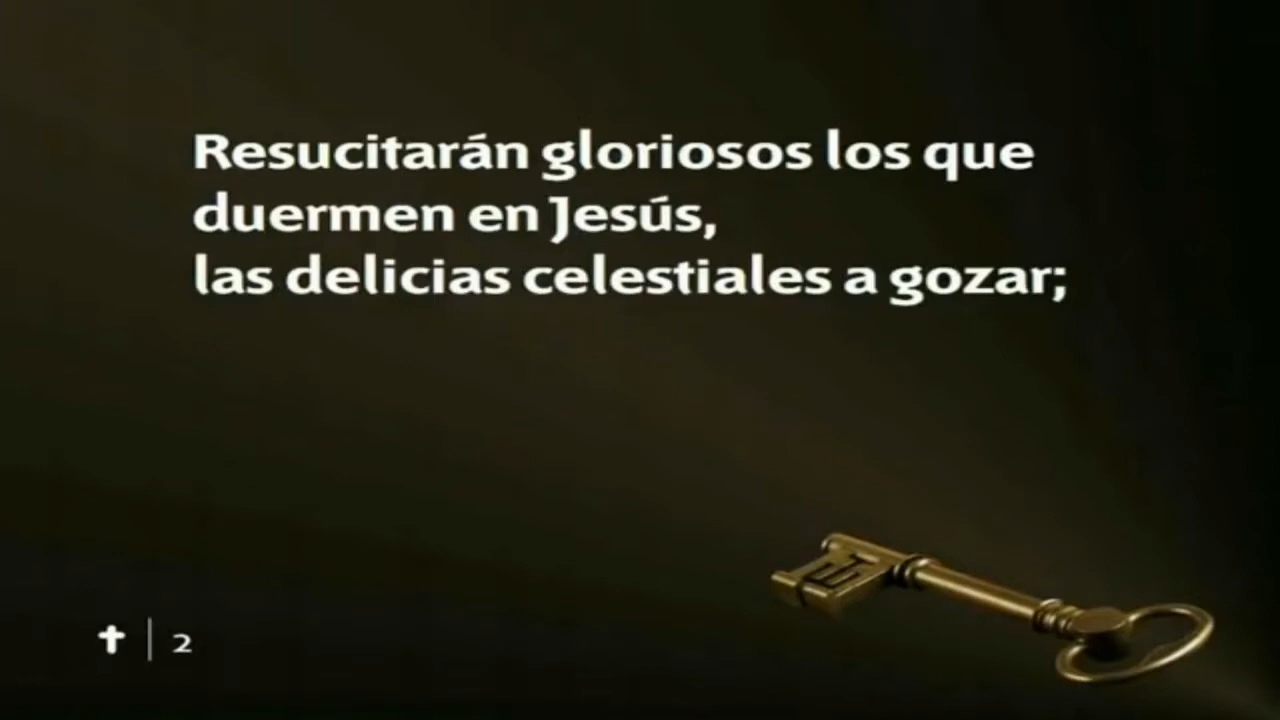 Resucitarán gloriosos los que
duermen en Jesús,
las delicias celestiales a gozar;
2